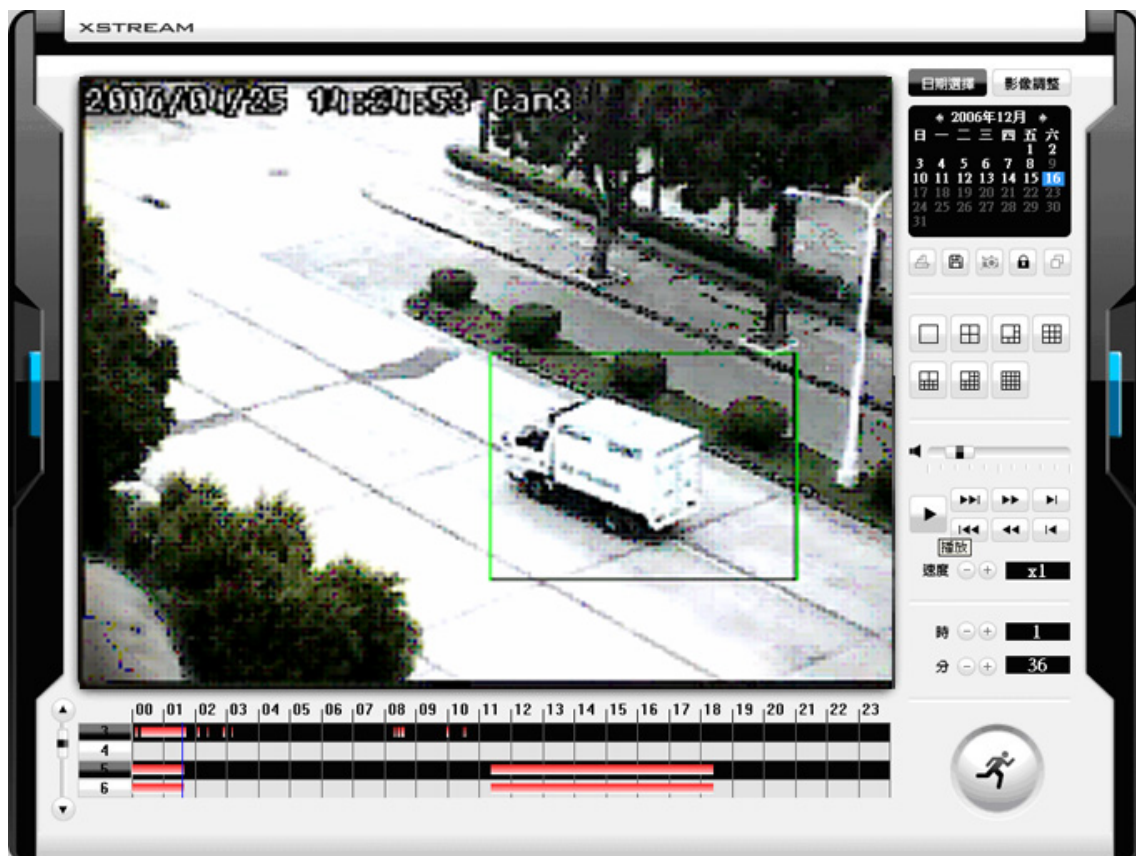 XSTREAM
2006/04/25 14:24:53 Cam3
日期選擇 影像調整
2006年12月
日 一 二 三 四 五 六
1 2
3 4 5 6 7 8 9
10 11 12 13 14 15 16
17 18 19 20 21 22 23
24 25 26 27 28 29 30
31
播放
速度 - + x1
時 - + 1
分 - + 36
00 01 02 03 04 05 06 07 08 09 10 11 12 13 14 15 16 17 18 19 20 21 22 23
3
4
5
6